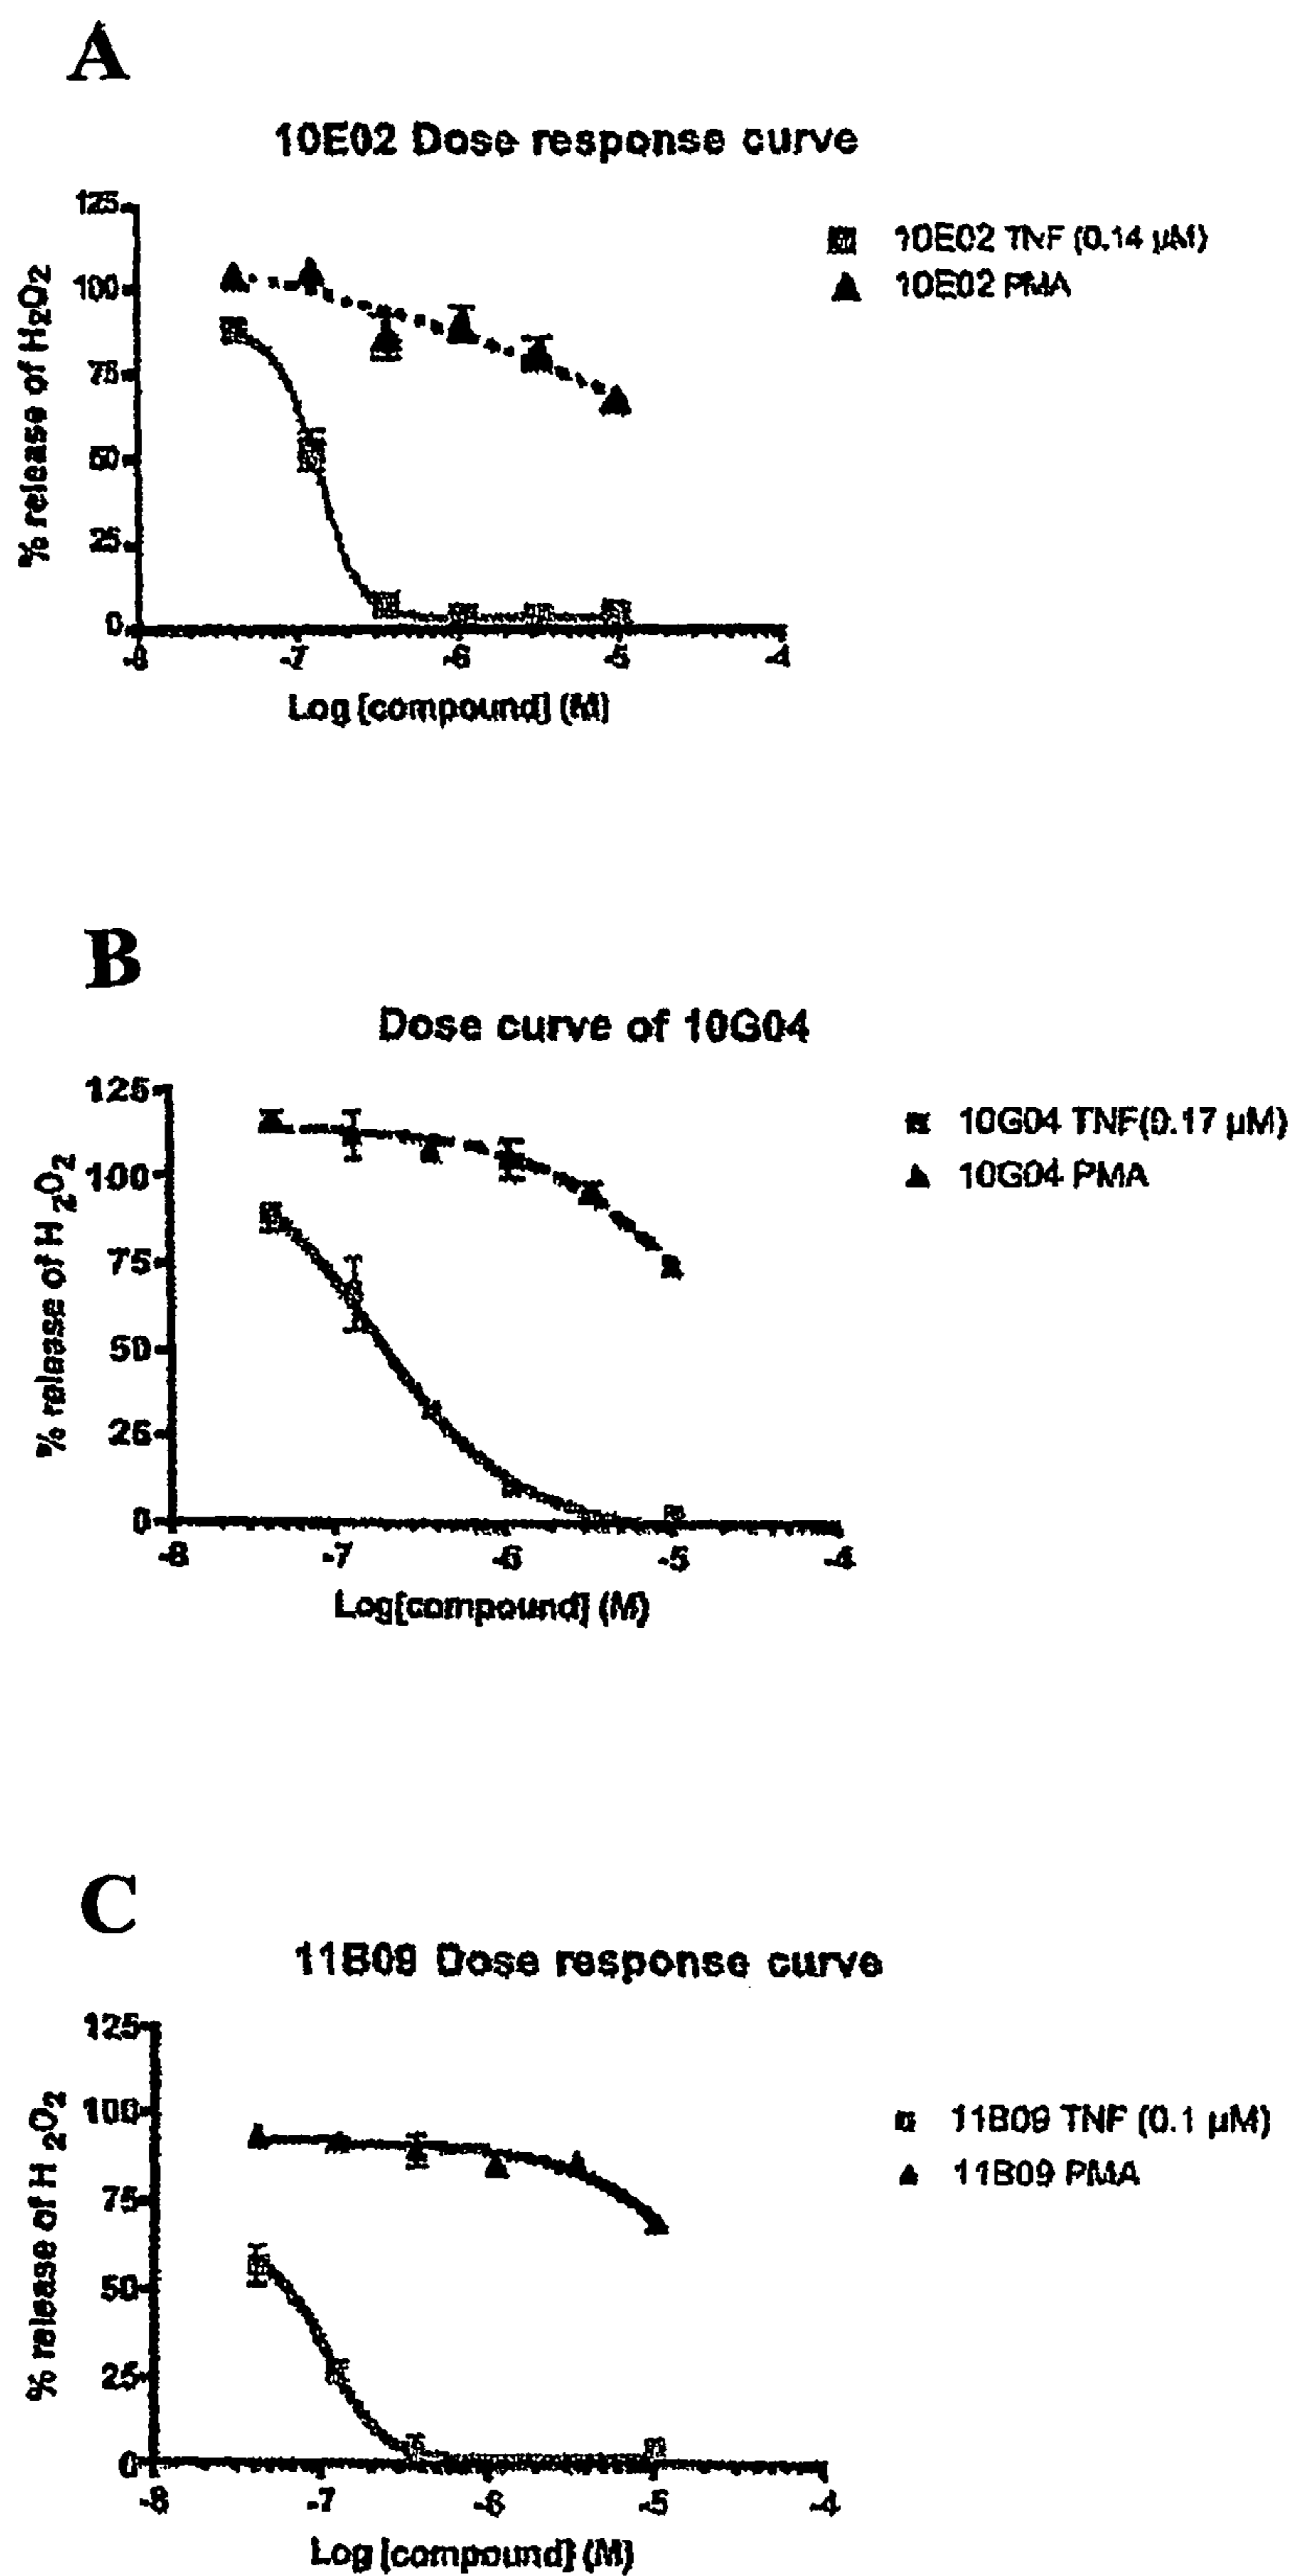 A
10E02 Dose response curve
125
100
75
50
25
0
% release of H₂O₂
10E02 TNF (0.14 µM)
10E02 PMA
-8 -7 -6 -5 -4
Log [compound] (M)
B
Dose curve of 10G04
125
100
75
50
25
0
% release of H₂O₂
10G04 TNF(0.17 µM)
10G04 PMA
-8 -7 -6 -5 -4
Log[compound] (M)
C
11B09 Dose response curve
125
100
75
50
25
0
% release of H₂O₂
11B09 TNF (0.1 µM)
11B09 PMA
-8 -7 -6 -5 -4
Log [compound] (M)